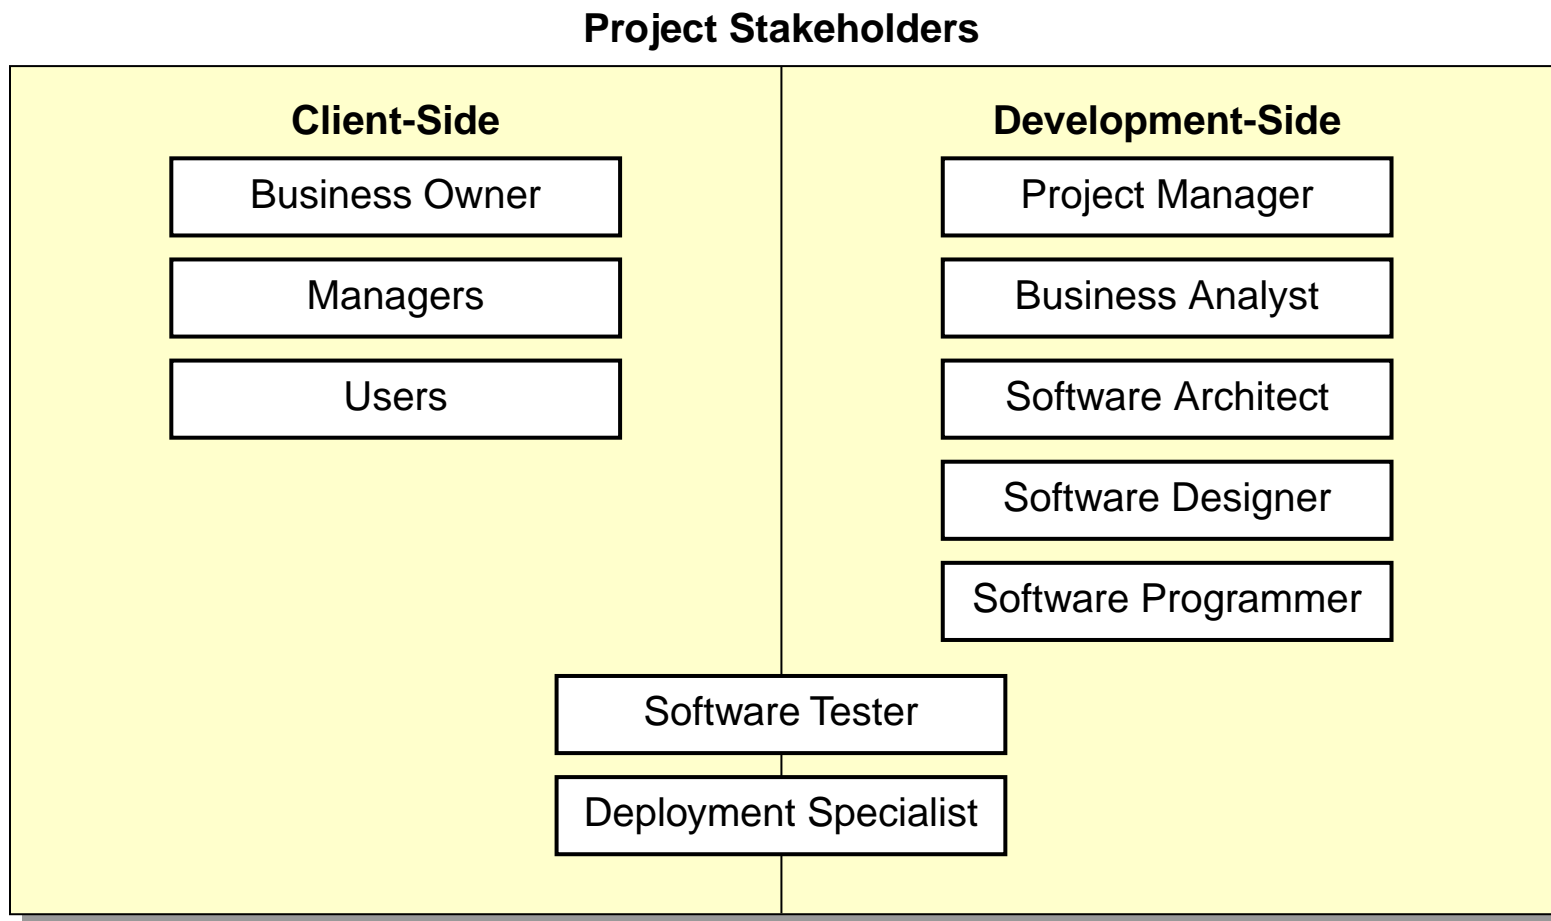 Project Stakeholders
Client-Side
Business Owner
Managers
Users
Development-Side
Project Manager
Business Analyst
Software Architect
Software Designer
Software Programmer
Software Tester
Deployment Specialist